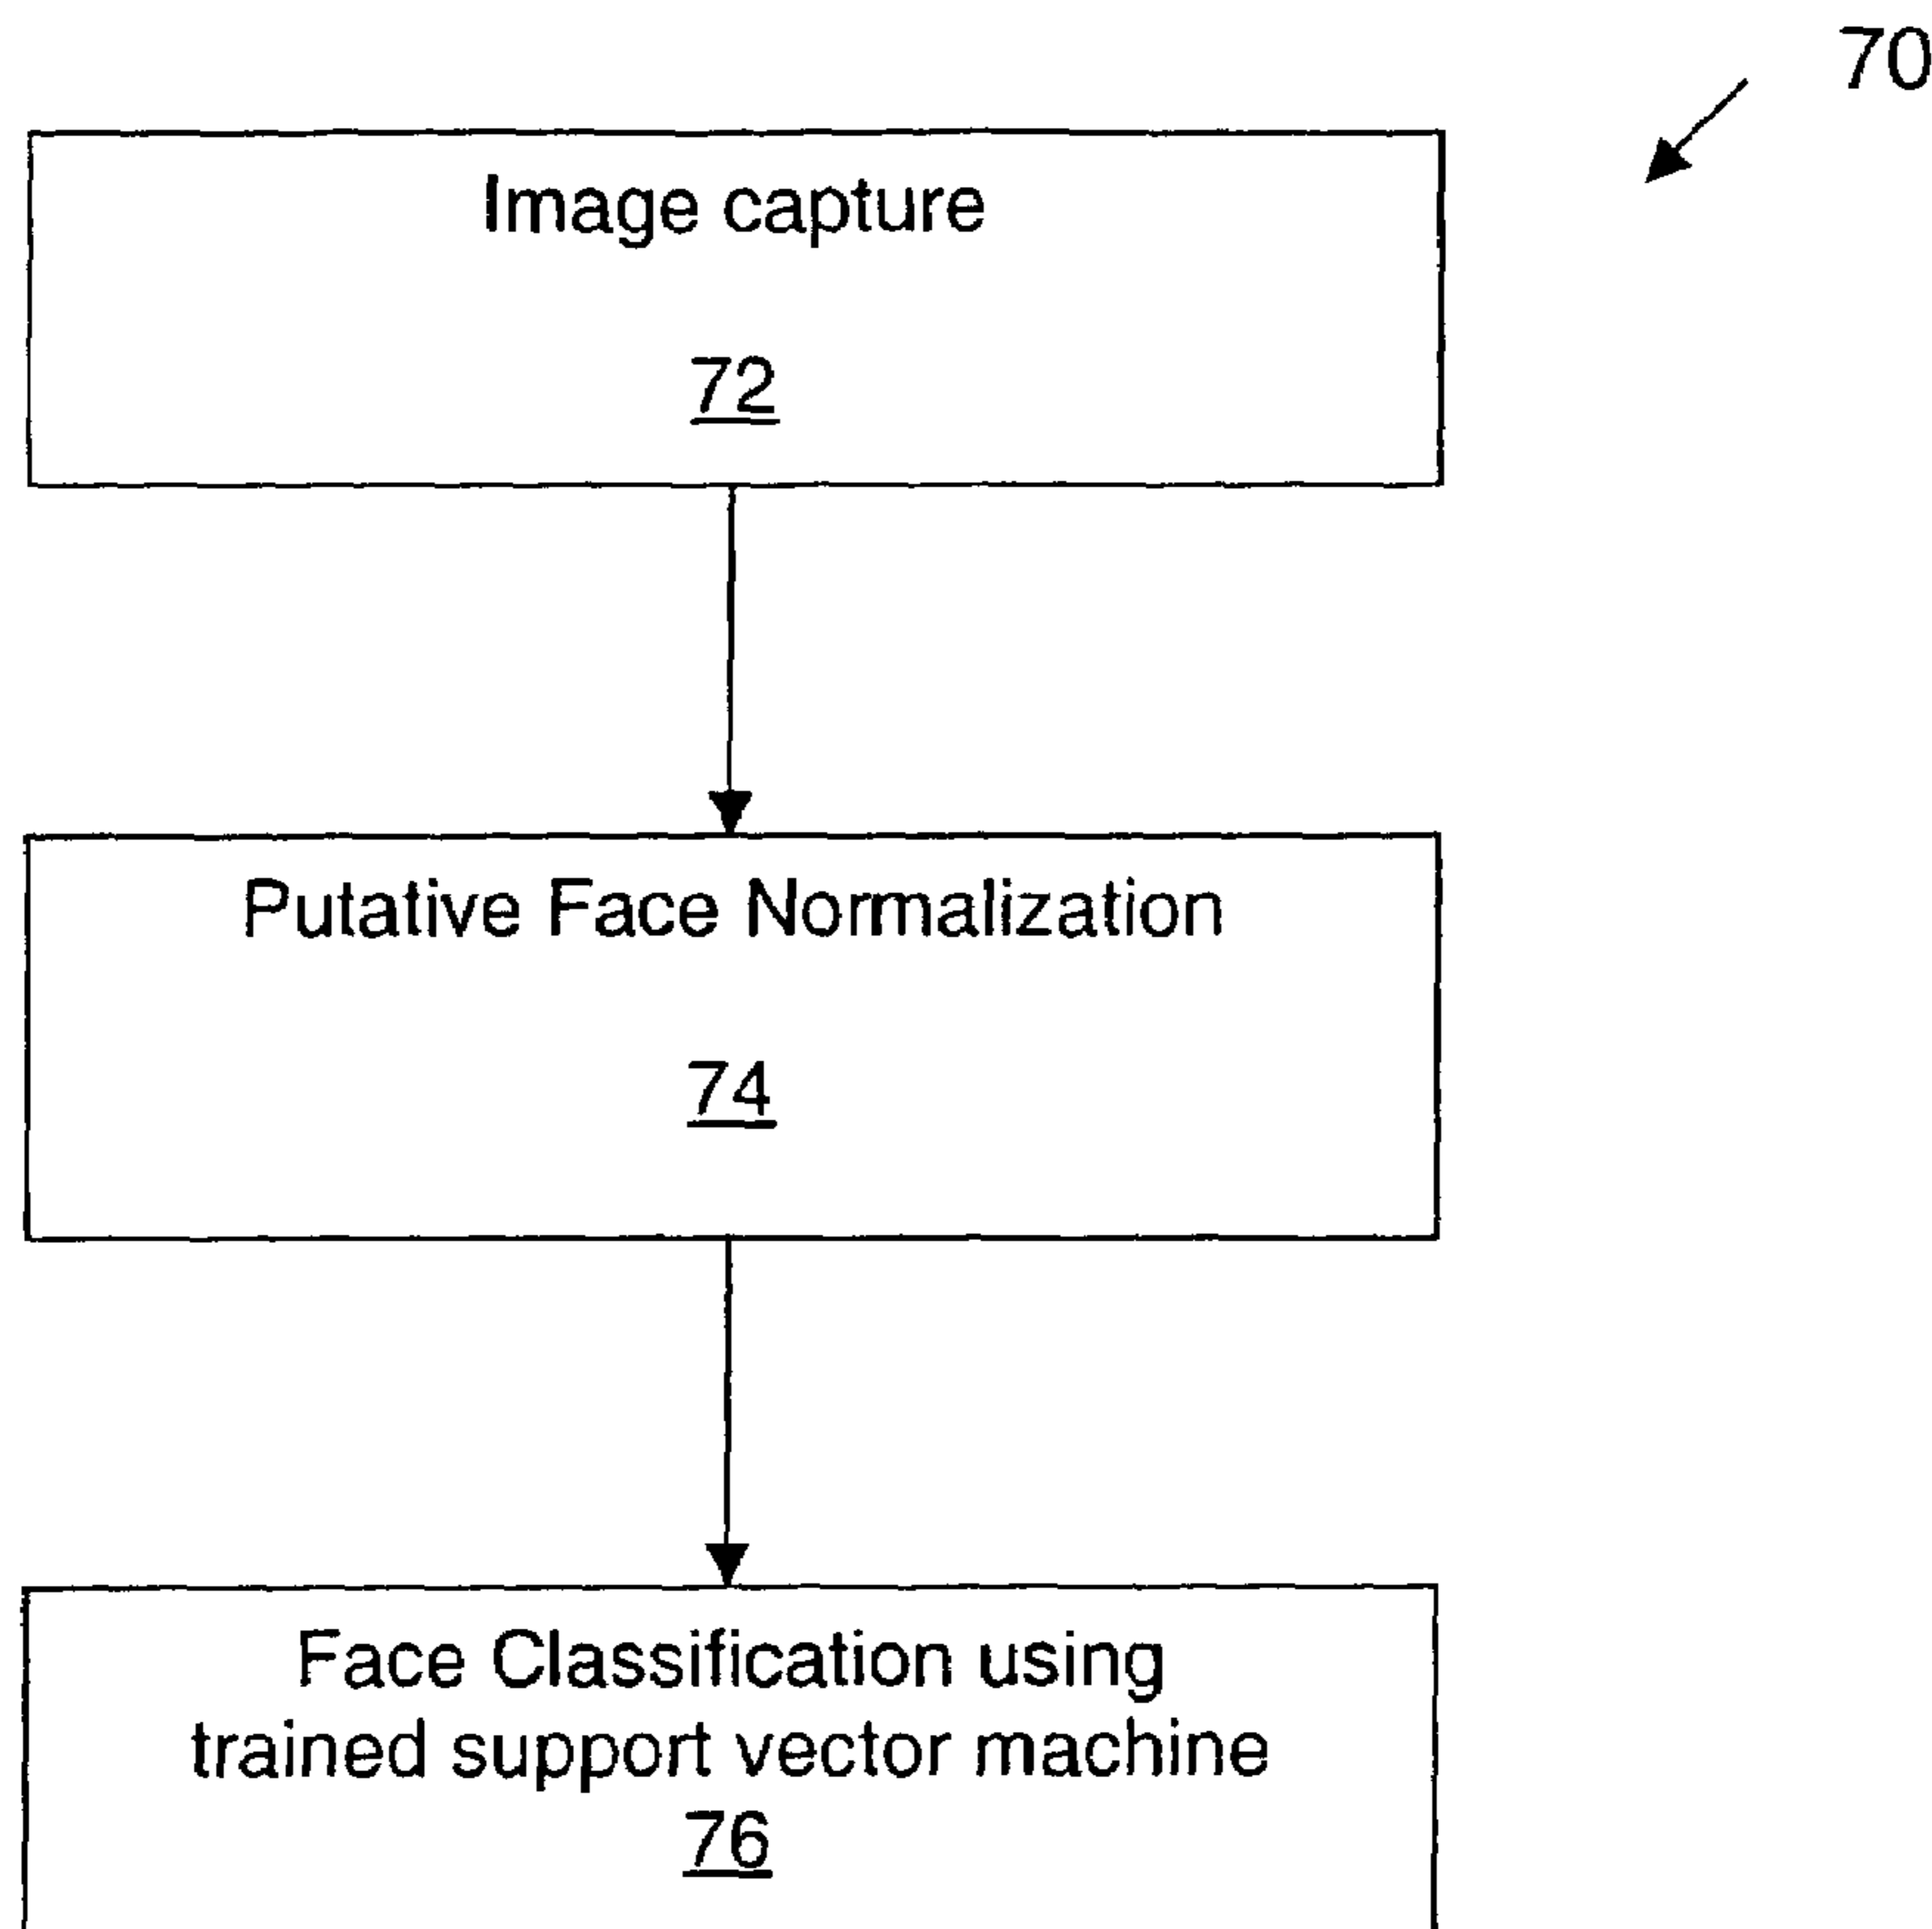 70
Image capture
72
Putative Face Normalization
74
Face Classification using
trained support vector machine
76